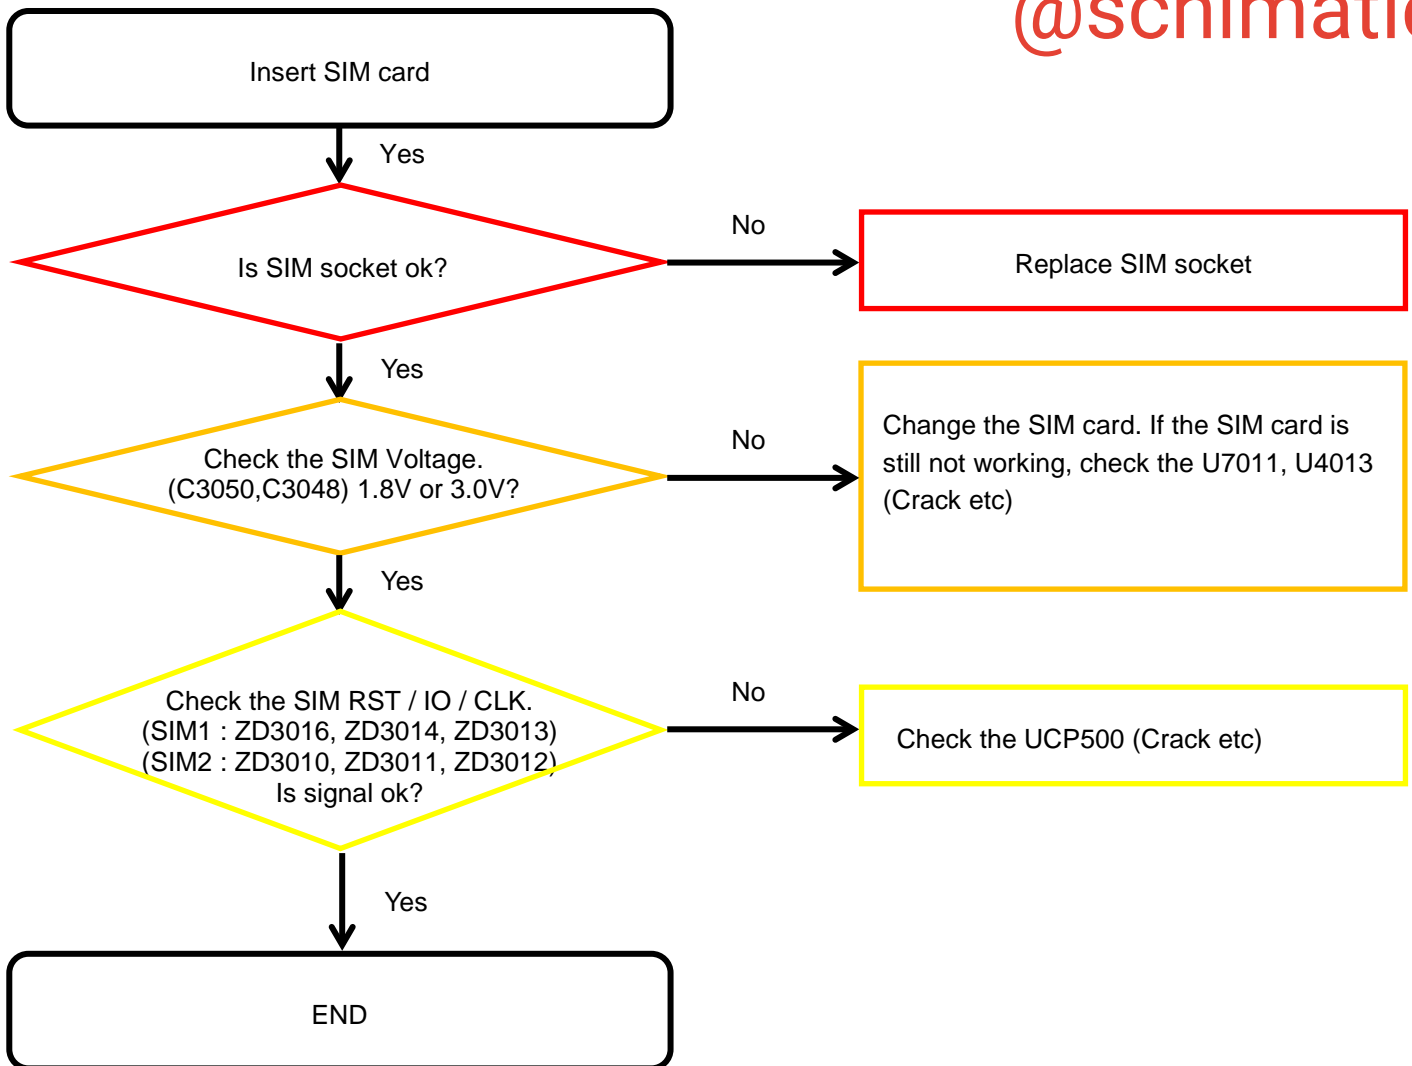 Insert SIM card
Yes
Is SIM socket ok?
No
Replace SIM socket
Yes
Check the SIM Voltage.
(C3050,C3048) 1.8V or 3.0V?
No
Change the SIM card. If the SIM card is
still not working, check the U7011, U4013
(Crack etc)
Yes
Check the SIM RST / IO / CLK.
(SIM1 : ZD3016, ZD3014, ZD3013)
(SIM2 : ZD3010, ZD3011, ZD3012)
Is signal ok?
No
Check the UCP500 (Crack etc)
Yes
END